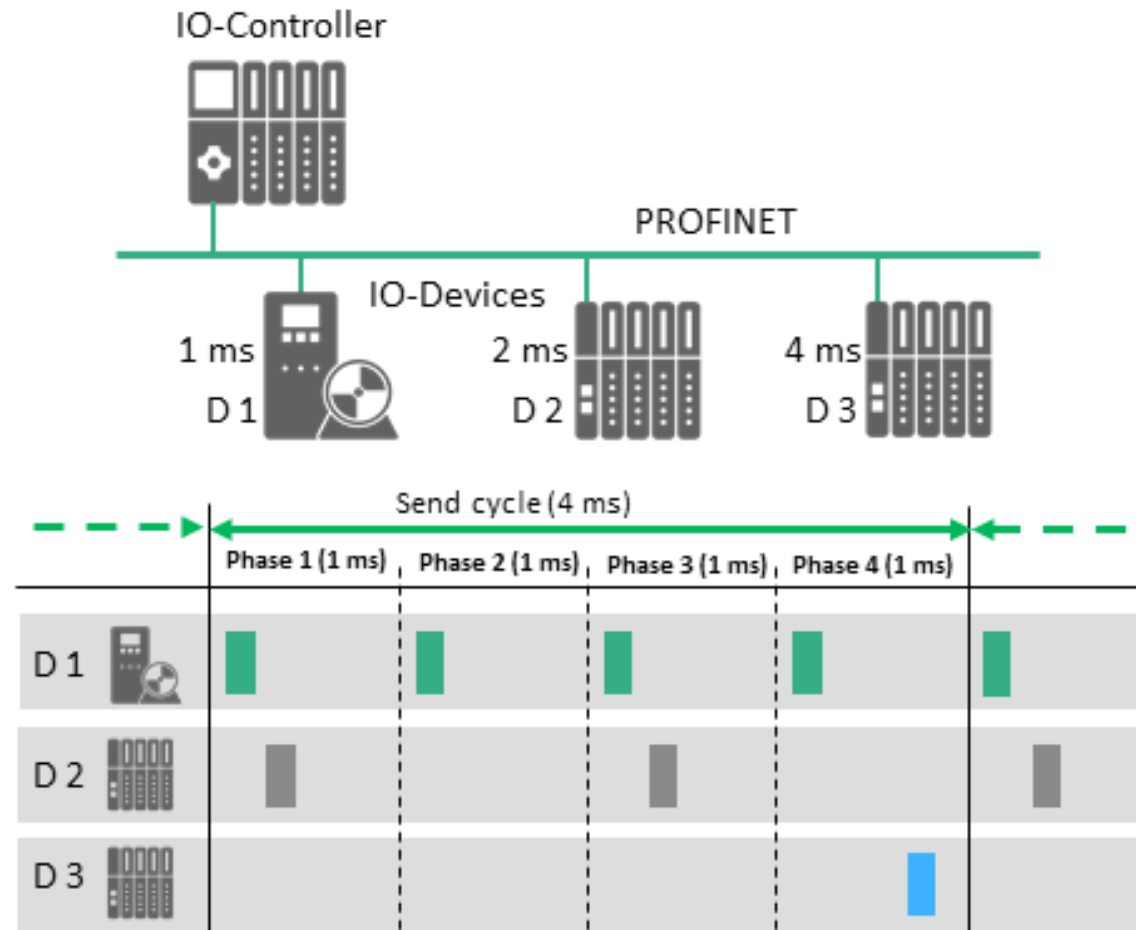 IO-Controller
PROFINET
IO-Devices
1 ms
2 ms
4 ms
D 1
D 2
D 3
Send cycle (4 ms)
Phase 1 (1 ms)
Phase 2 (1 ms)
Phase 3 (1 ms)
Phase 4 (1 ms)
D 1
D 2
D 3